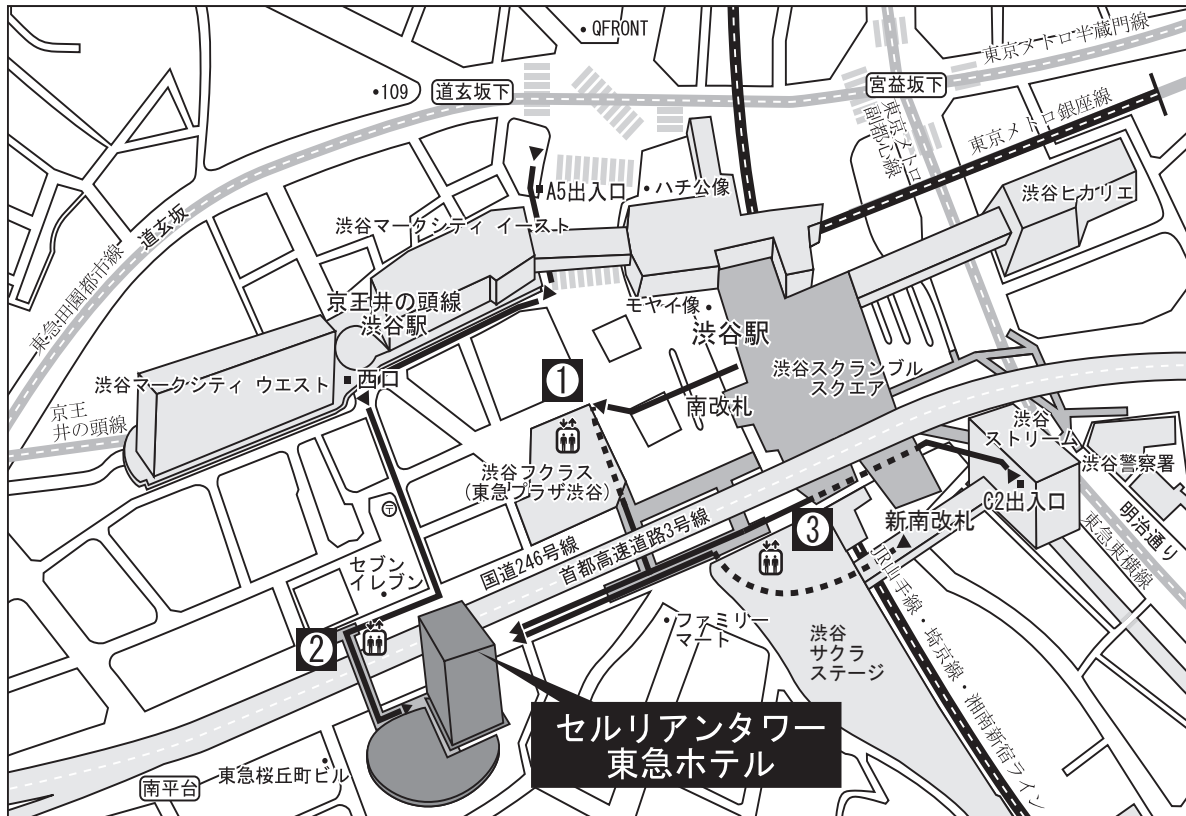 ・QFRONT
東京メトロ半蔵門線
・109
道玄坂下
宮益坂下
東京メトロ
副都心線
東京メトロ銀座線
A5出入口
・ハチ公像
渋谷ヒカリエ
道玄坂
渋谷マークシティ イースト
東急田園都市線
京王井の頭線
渋谷駅
モヤイ像・
渋谷駅
渋谷スクランブル
スクエア
渋谷マークシティ ウエスト
西口
①
南改札
京王
井の頭線
渋谷
ストリーム
渋谷警察署
渋谷フクラス
(東急プラザ渋谷)
C2出入口
明治通り
東急東横線
〒
③
新南改札
国道246号線
首都高速道路3号線
セブン
イレブン
JR山手線・埼京線・湘南新宿ライン
・ファミリー
マート
②
渋谷
サクラ
ステージ
セルリアンタワー
東急ホテル
南平台
東急桜丘町ビル